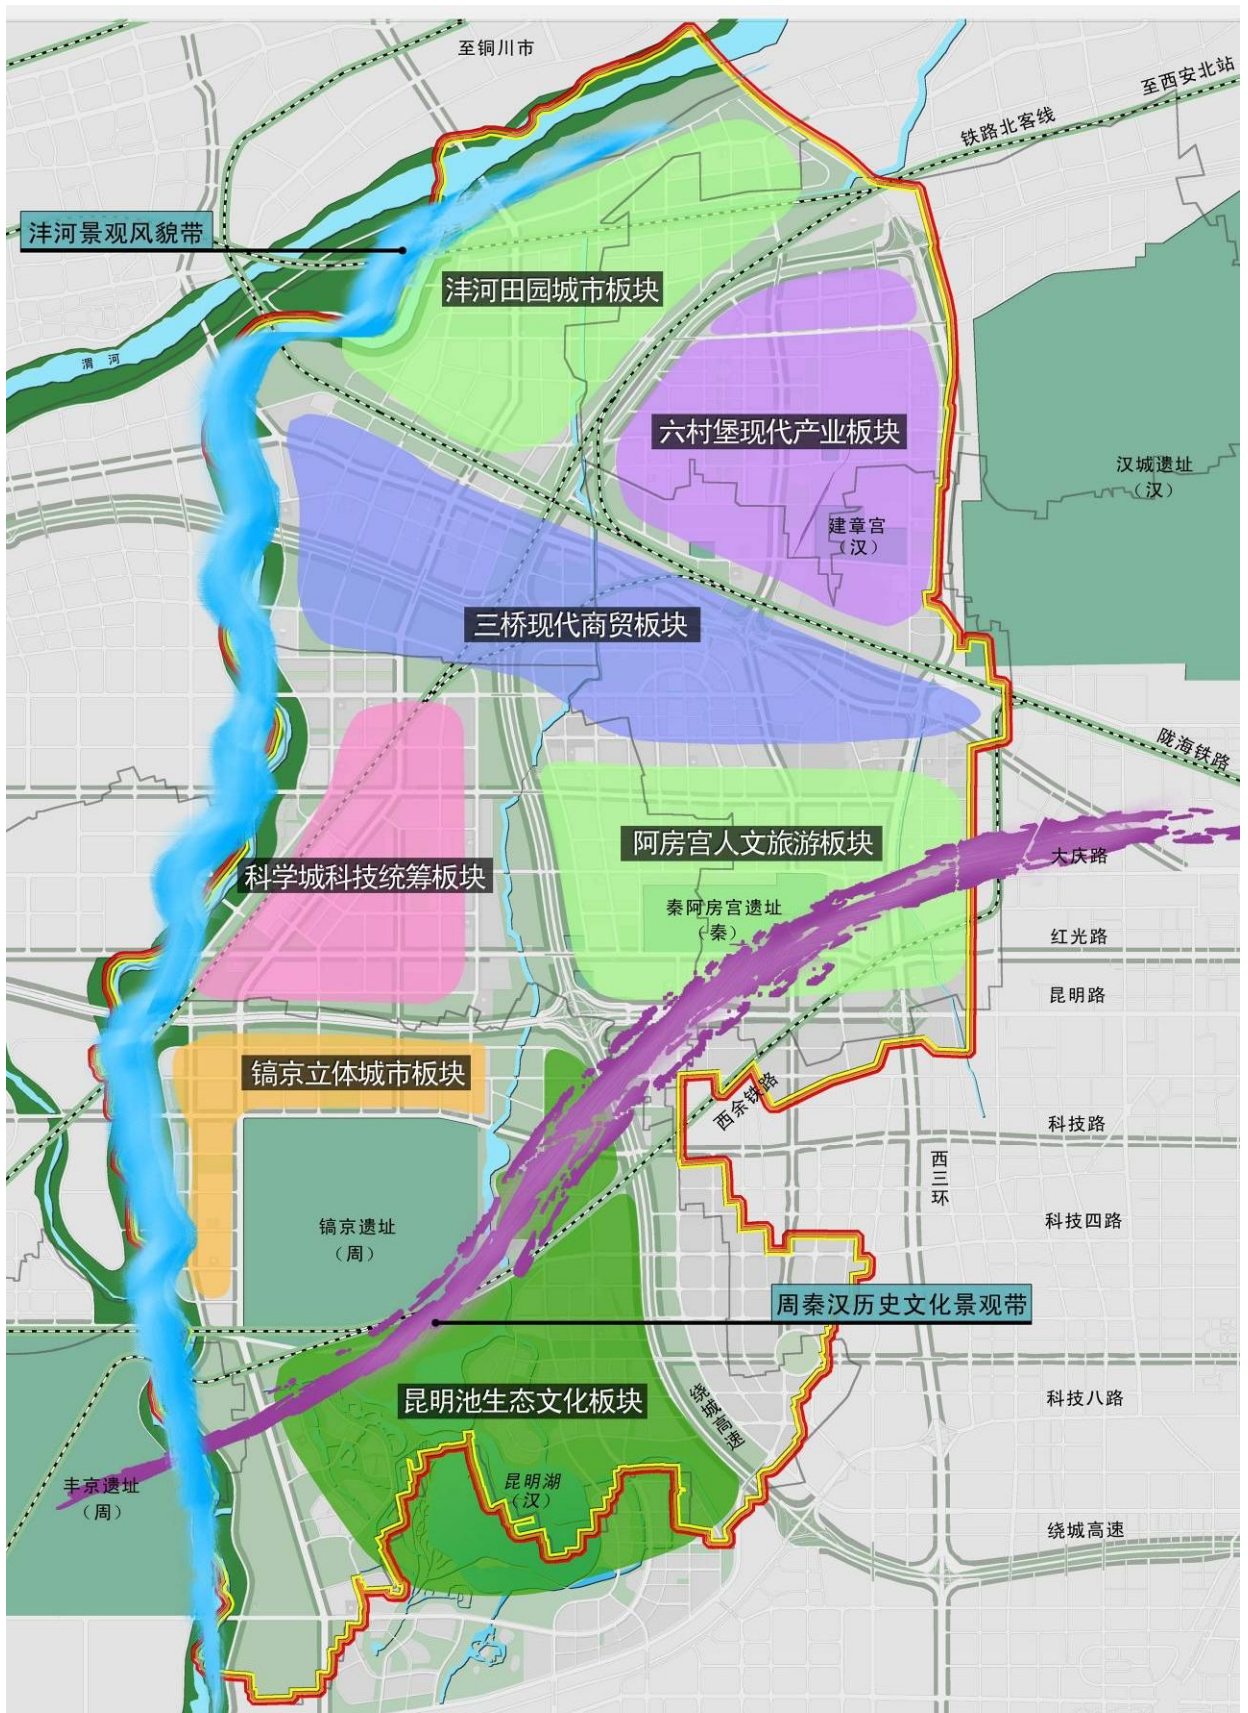 至铜川市
至西安北站
铁路北客线
沣河景观风貌带
沣河田园城市板块
渭河
六村堡现代产业板块
汉城遗址
（汉）
建章宫
（汉）
三桥现代商贸板块
陇海铁路
阿房宫人文旅游板块
大庆路
科学城科技统筹板块
秦阿房宫遗址
（秦）
红光路
昆明路
镐京立体城市板块
西余铁路
科技路
西三环
镐京遗址
（周）
科技四路
周秦汉历史文化景观带
绕城高速
昆明池生态文化板块
科技八路
丰京遗址
（周）
昆明湖
（汉）
绕城高速